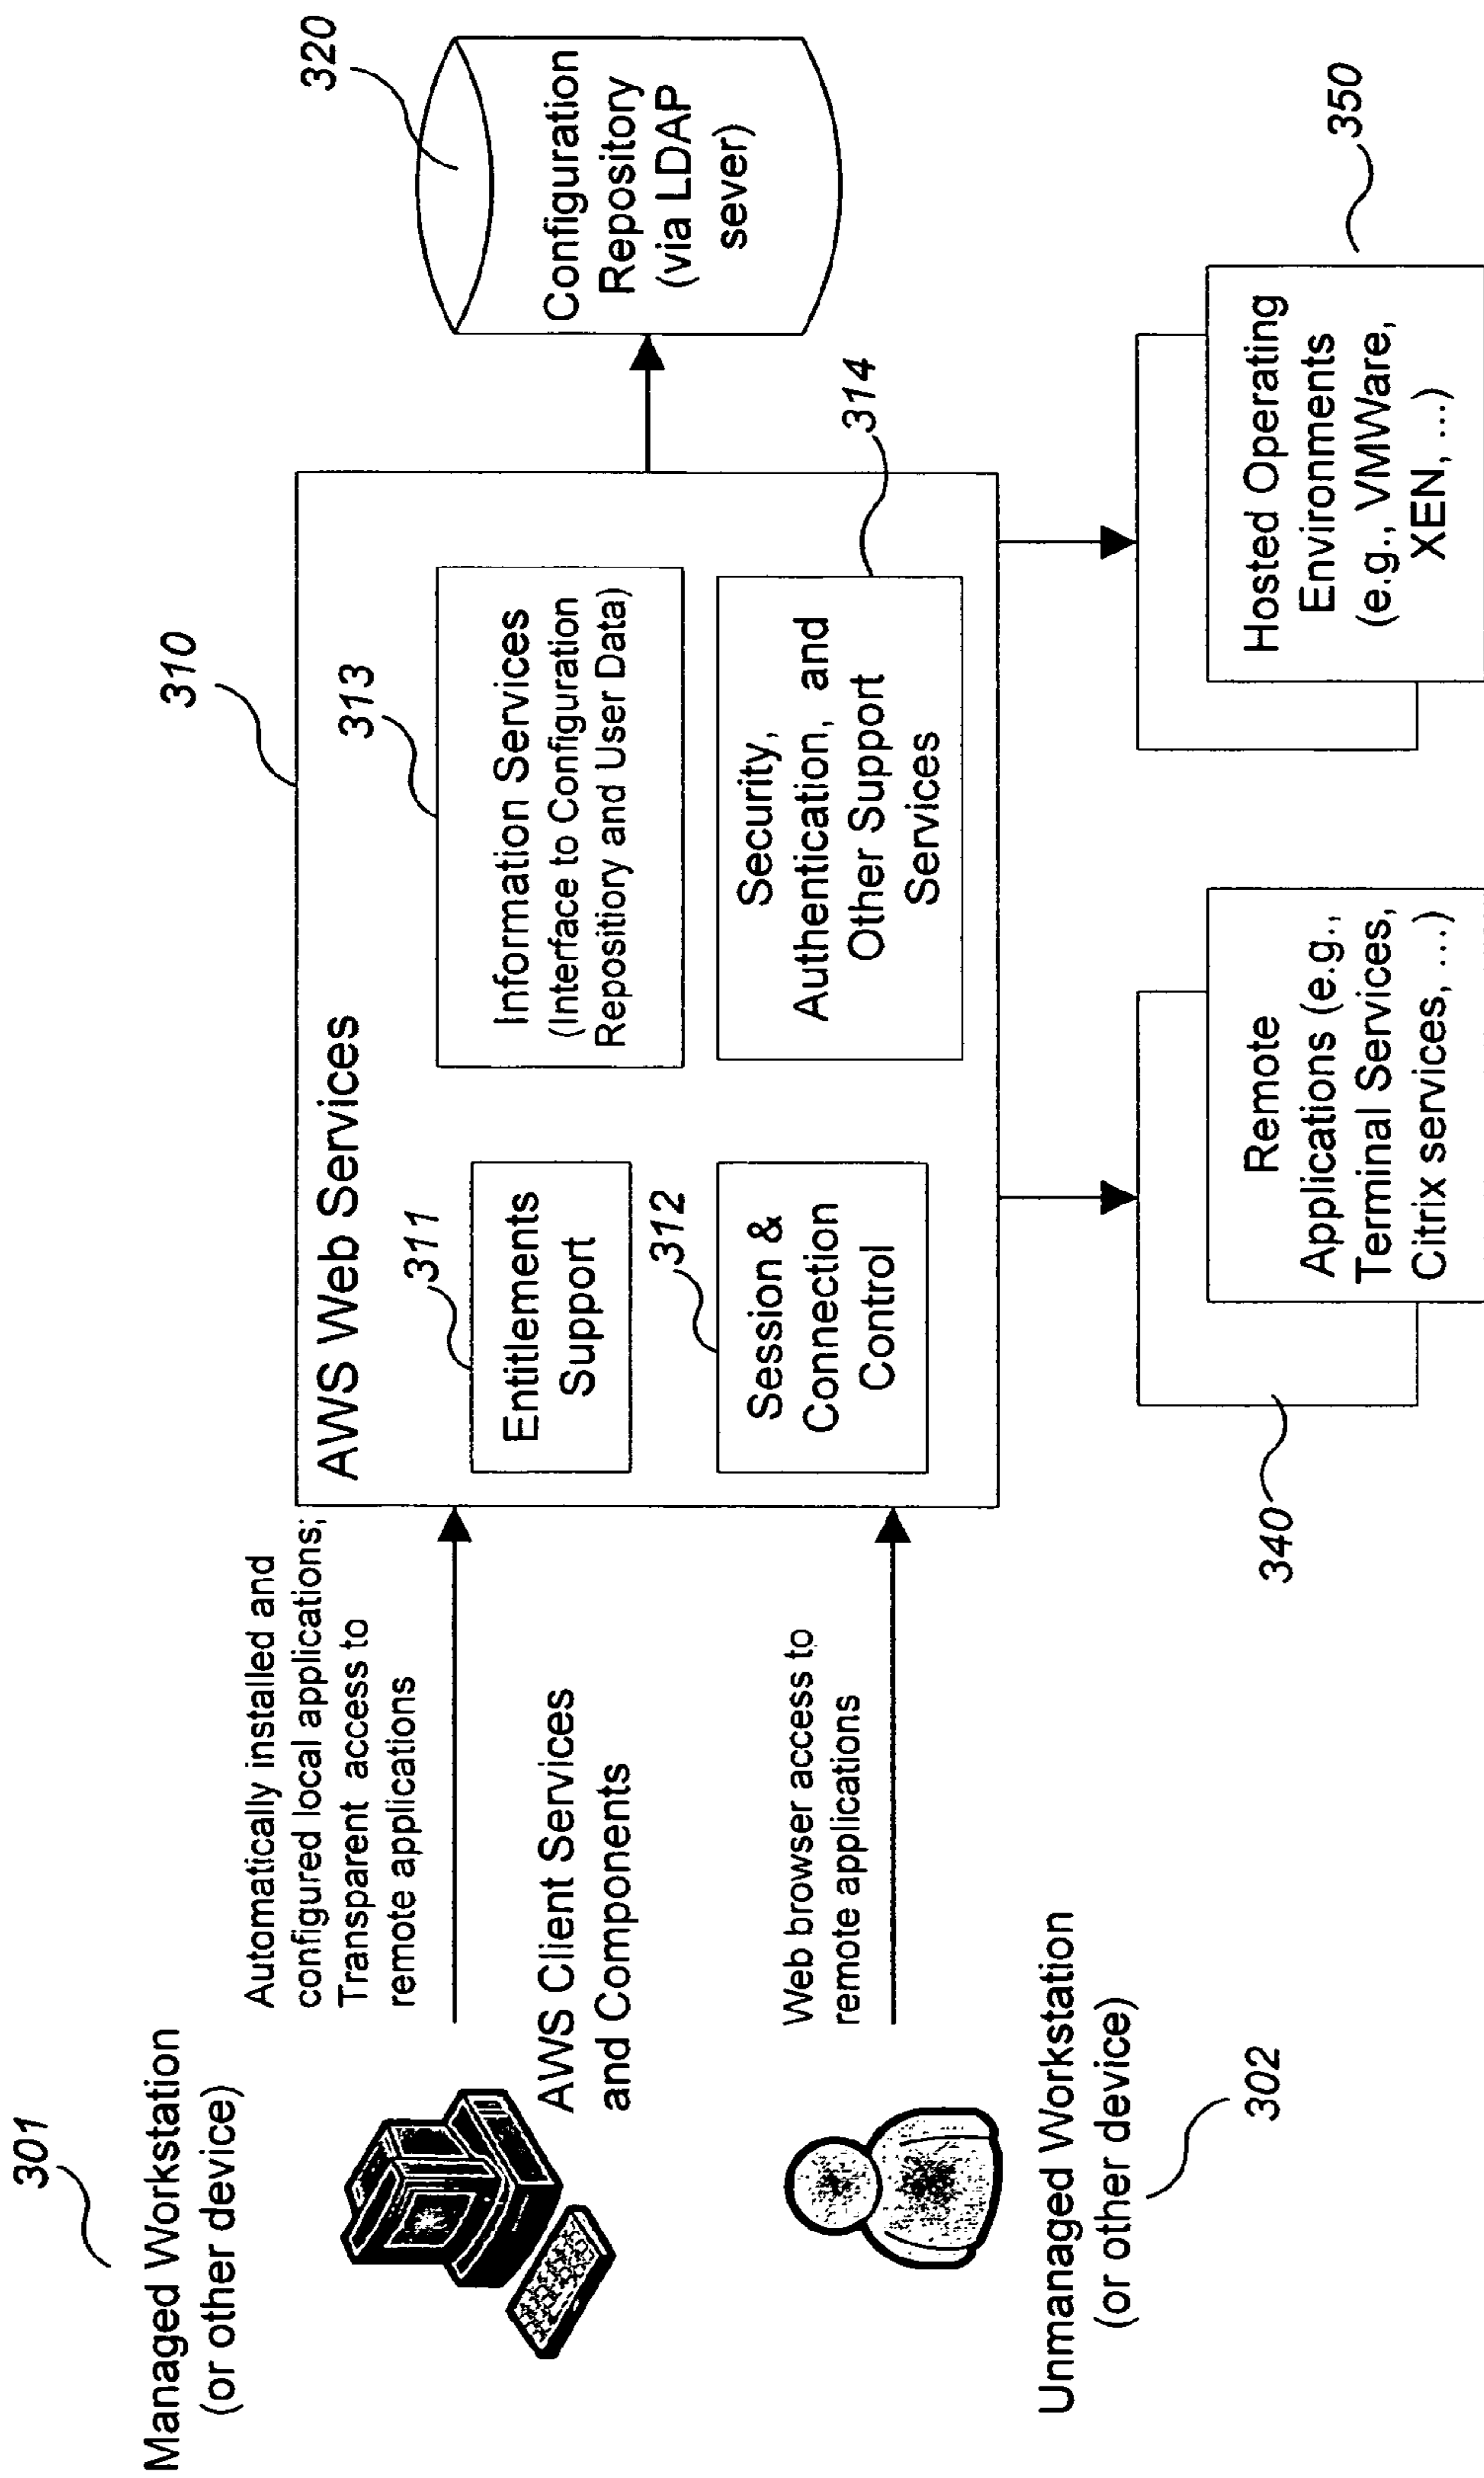 301
Managed Workstation
(or other device)
Automatically installed and
configured local applications;
Transparent access to
remote applications
AWS Client Services
and Components
Web browser access to
remote applications
Unmanaged Workstation
(or other device)
302
310
AWS Web Services
311
Entitlements
Support
312
Session &
Connection
Control
313
Information Services
(Interface to Configuration
Repository and User Data)
314
Security,
Authentication, and
Other Support
Services
320
Configuration
Repository
(via LDAP
sever)
340
Remote
Applications (e.g.,
Terminal Services,
Citrix services, ...)
350
Hosted Operating
Environments
(e.g., VMWare,
XEN, ...)